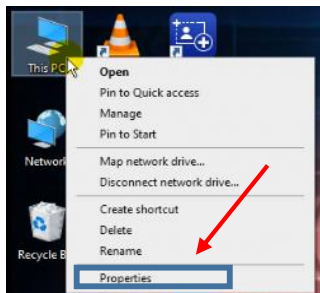 This PC
Open
Pin to Quick access
Manage
Pin to Start
Network
Map network drive...
Disconnect network drive...
Create shortcut
Delete
Rename
Recycle B
Properties